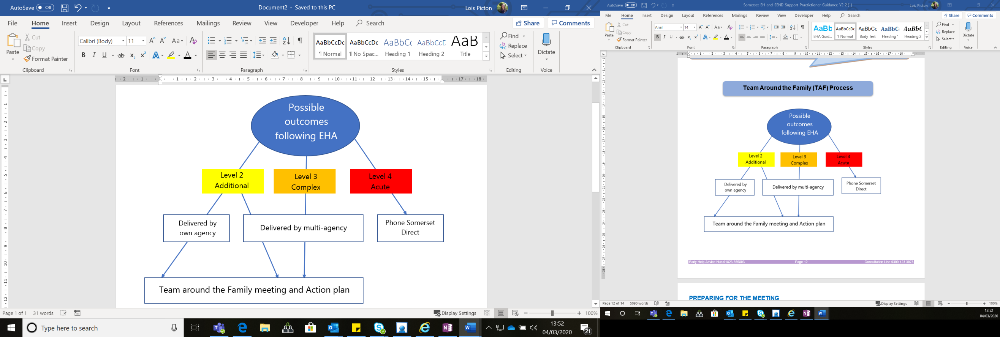 AutoSave Off
Document2 - Saved to this PC
Lois Picton
File Home Insert Design Layout References Mailings Review View Developer Help Search
Share Comments
Paste
Cut
Copy
Format Painter
Clipboard
Calibri (Body) 11
Font
Paragraph
AaBbCcDc AaBbCcDc AaBbCc AaBbCcE AaB
¶ Normal ¶ No Spac... Heading 1 Heading 2 Title
Styles
Find
Replace
Select
Editing
Dictate
Voice
Possible
outcomes
following EHA
Level 2
Additional
Level 3
Complex
Level 4
Acute
Delivered by
own agency
Delivered by multi-agency
Phone Somerset
Direct
Team around the Family meeting and Action plan
Page 1 of 1 31 words
Display Settings
100%
Type here to search
13:52
04/03/2020
21
AutoSave Off
Somerset-EH-and-SEND-Support-Practictioner-Guidance-V2-2 (1)
Lois Picton
File Home Insert Design Layout References Mailings Review View Developer Help Search
Share Comments
Paste
Cut
Copy
Format Painter
Clipboard
Arial 14
Font
Paragraph
AaBb AaBbCcDc AaBbCc AaBbC AaBbC
EHA Guid... ¶ Normal Body Text Heading 1 Heading 2
Styles
Find
Replace
Select
Editing
Dictate
Voice
Team Around the Family (TAF) Process
Possible
outcomes
following EHA
Level 2
Additional
Level 3
Complex
Level 4
Acute
Delivered by
own agency
Delivered by multi-agency
Phone Somerset
Direct
Team around the Family meeting and Action plan
Early Help Advice Hub 01823 355803 Page 12 Consultation Line 0300 123 3078
PREPARING FOR THE MEETING
Page 12 of 14 5090 words
Display Settings
100%
13:52
04/03/2020